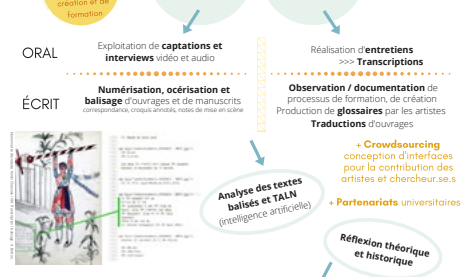 création et de
formation
ORAL
Exploitation de captations et
interviews vidéo et audio
Réalisation d'entretiens
>>> Transcriptions
ÉCRIT
Numérisation, océrisation et
balisage d'ouvrages et de manuscrits
correspondance, croquis annotés, notes de mise en scène
Observation / documentation de
processus de formation, de création
Production de glossaires par les artistes
Traductions d'ouvrages
+ Crowdsourcing
conception d'interfaces
pour la contribution des
artistes et chercheur.se.s
+ Partenariats universitaires
Analyse des textes
balisés et TALN
(intelligence artificielle)
Réflexion théorique
et historique